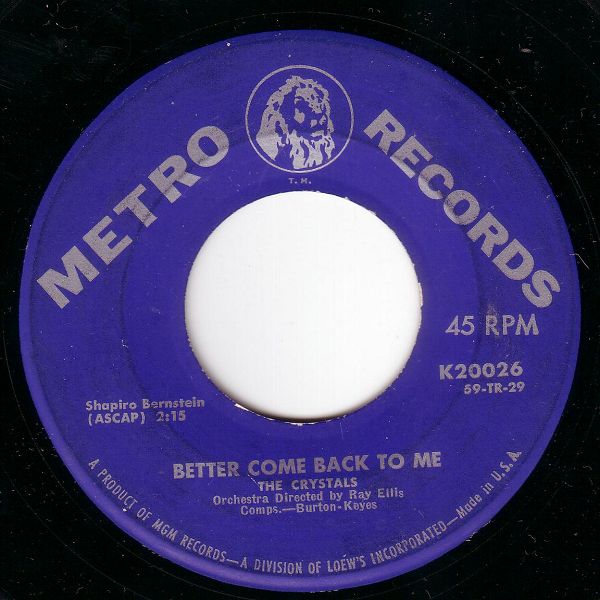 METRO RECORDS
T. M.
45 RPM
K20026
59-TR-29
Shapiro Bernstein
(ASCAP) 2:15
BETTER COME BACK TO ME
THE CRYSTALS
Orchestra Directed by Ray Ellis
Comps.—Burton-Keyes
A PRODUCT OF MGM RECORDS—A DIVISION OF LOEW'S INCORPORATED—Made in U.S.A.